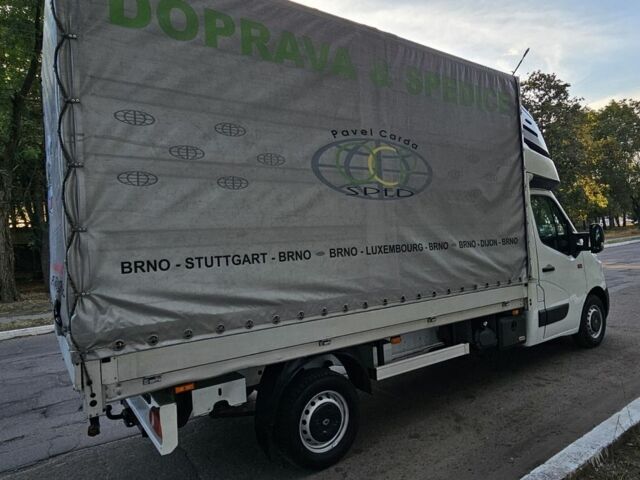 DOPRAVA & SPEDICE
Pavel Carda
SPED
BRNO - STUTTGART - BRNO - BRNO - LUXEMBOURG - BRNO - BRNO - DIJON - BRNO